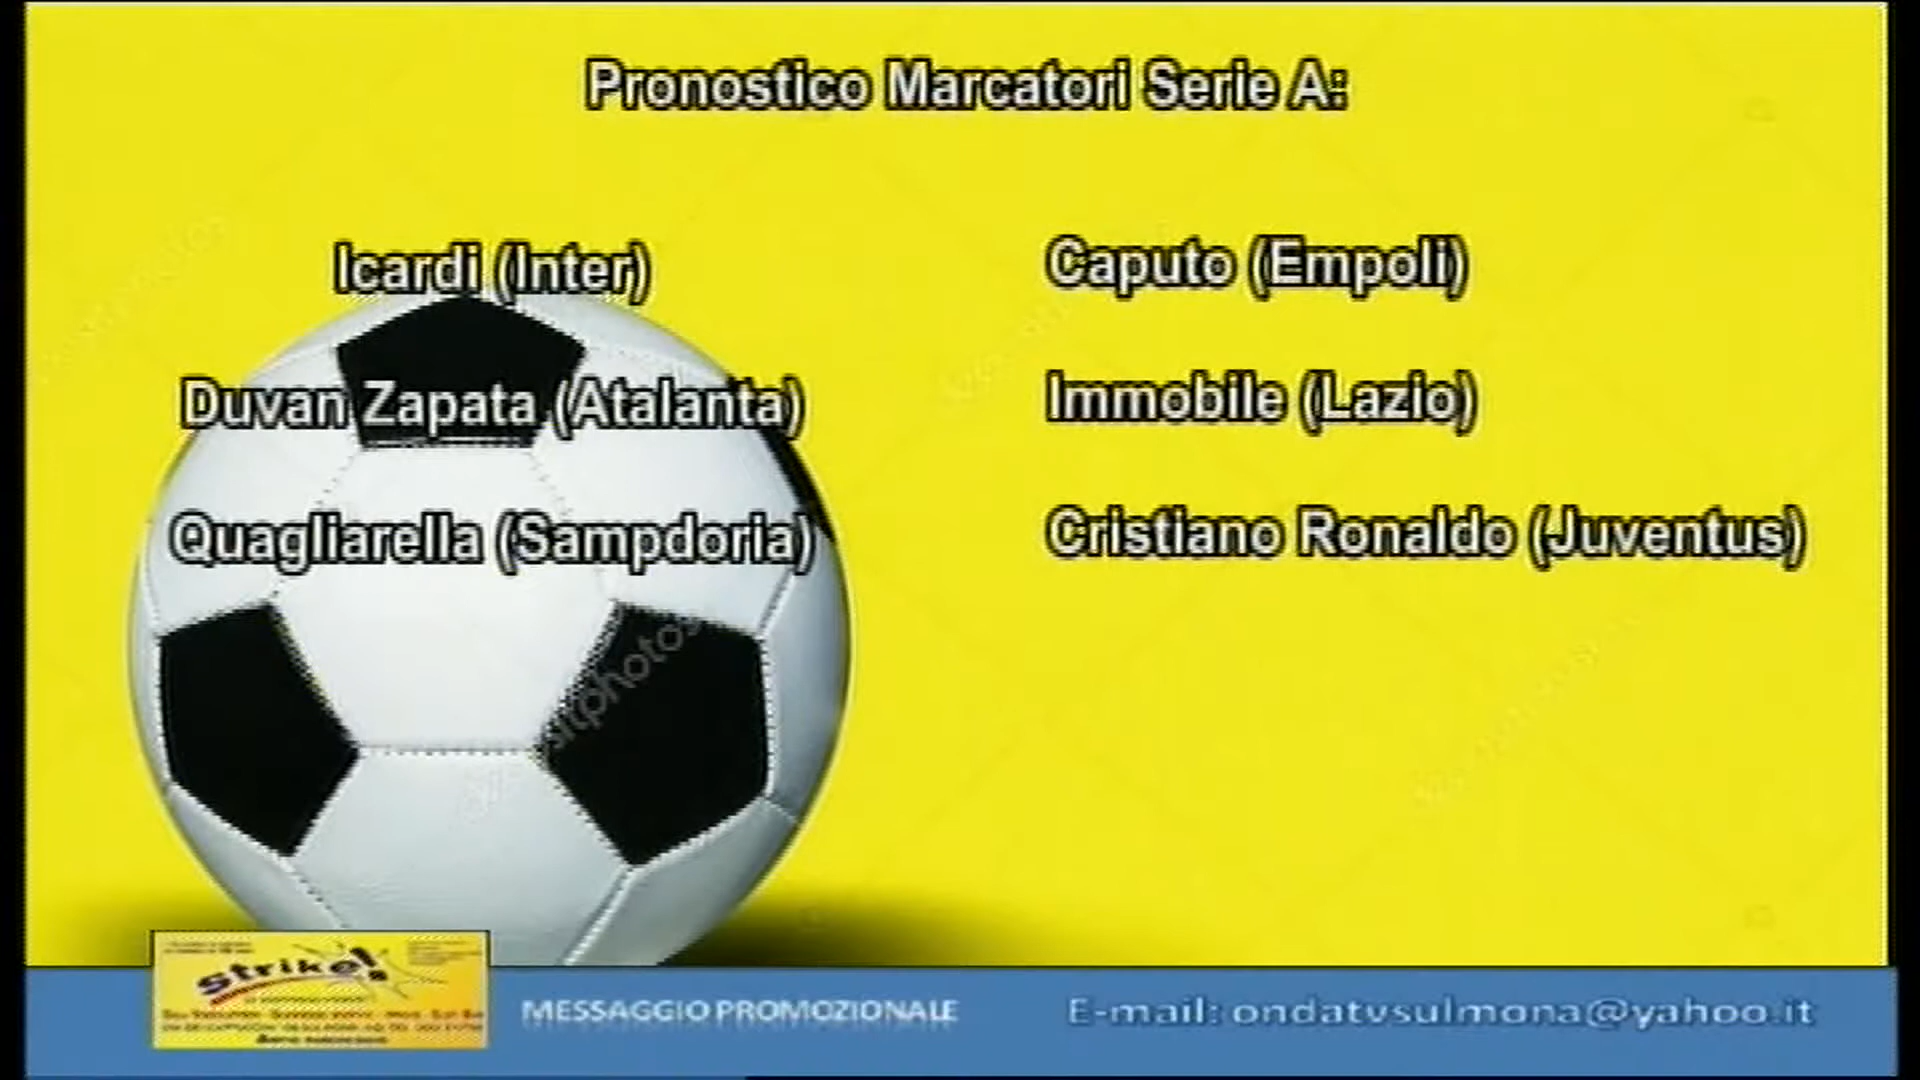 Pronostico Marcatori Serie A:
Icardi (Inter)
Duvan Zapata (Atalanta)
Quagliarella (Sampdoria)
Caputo (Empoli)
Immobile (Lazio)
Cristiano Ronaldo (Juventus)
strike!
MESSAGGIO PROMOZIONALE
E-mail: ondatvsulmona@yahoo.it